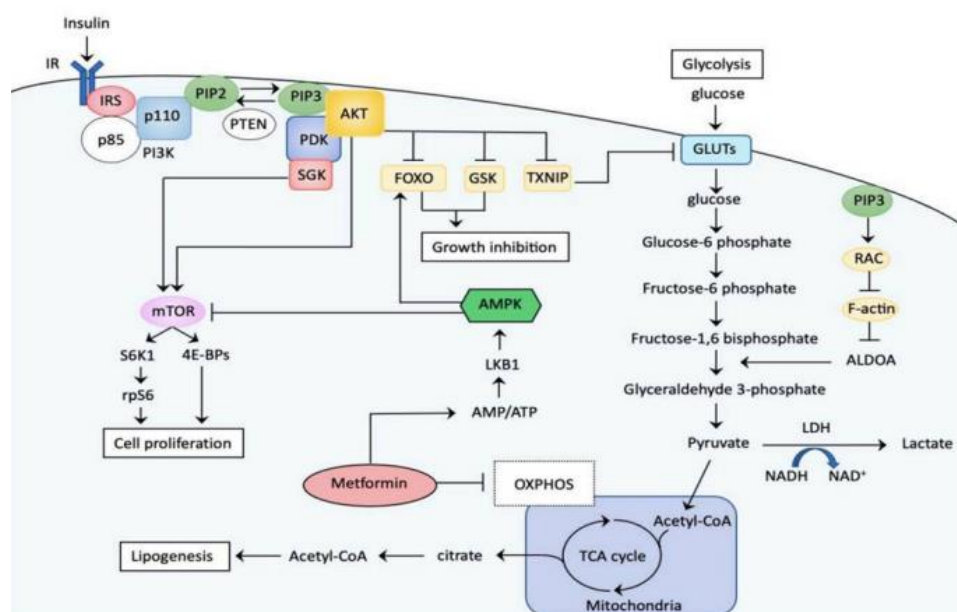 Insulin
IR
IRS
p85
p110
PI3K
PIP2
PTEN
PIP3
AKT
PDK
SGK
FOXO
GSK
TXNIP
Growth inhibition
mTOR
S6K1
4E-BPs
rpS6
Cell proliferation
AMPK
LKB1
AMP/ATP
Metformin
OXPHOS
Glycolysis
glucose
GLUTs
glucose
Glucose-6 phosphate
Fructose-6 phosphate
Fructose-1,6 bisphosphate
Glyceraldehyde 3-phosphate
Pyruvate
LDH
Lactate
NADH
NAD⁺
PIP3
RAC
F-actin
ALDOA
Acetyl-CoA
TCA cycle
Mitochondria
citrate
Acetyl-CoA
Lipogenesis